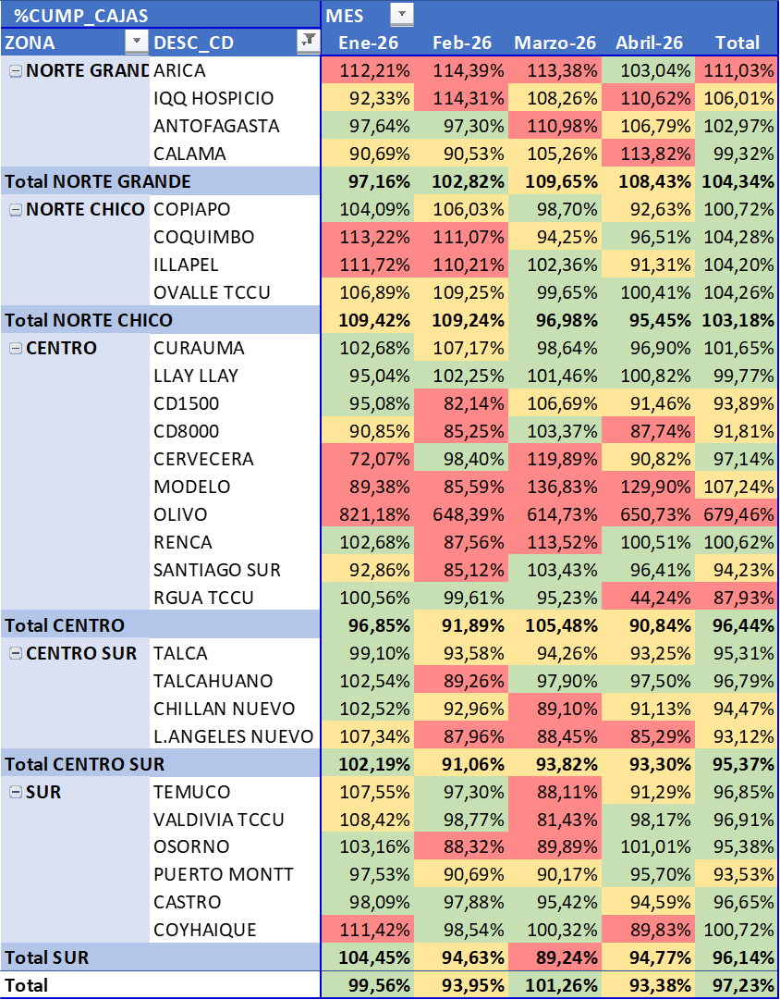 %CUMP_CAJAS MES
ZONA DESC_CD Ene-26 Feb-26 Marzo-26 Abril-26 Total
NORTE GRAND ARICA 112,21% 114,39% 113,38% 103,04% 111,03%
IQQ HOSPICIO 92,33% 114,31% 108,26% 110,62% 106,01%
ANTOFAGASTA 97,64% 97,30% 110,98% 106,79% 102,97%
CALAMA 90,69% 90,53% 105,26% 113,82% 99,32%
Total NORTE GRANDE 97,16% 102,82% 109,65% 108,43% 104,34%
NORTE CHICO COPIAPO 104,09% 106,03% 98,70% 92,63% 100,72%
COQUIMBO 113,22% 111,07% 94,25% 96,51% 104,28%
ILLAPEL 111,72% 110,21% 102,36% 91,31% 104,20%
OVALLE TCCU 106,89% 109,25% 99,65% 100,41% 104,26%
Total NORTE CHICO 109,42% 109,24% 96,98% 95,45% 103,18%
CENTRO CURAUMA 102,68% 107,17% 98,64% 96,90% 101,65%
LLAY LLAY 95,04% 102,25% 101,46% 100,82% 99,77%
CD1500 95,08% 82,14% 106,69% 91,46% 93,89%
CD8000 90,85% 85,25% 103,37% 87,74% 91,81%
CERVECERA 72,07% 98,40% 119,89% 90,82% 97,14%
MODELO 89,38% 85,59% 136,83% 129,90% 107,24%
OLIVO 821,18% 648,39% 614,73% 650,73% 679,46%
RENCA 102,68% 87,56% 113,52% 100,51% 100,62%
SANTIAGO SUR 92,86% 85,12% 103,43% 96,41% 94,23%
RGUA TCCU 100,56% 99,61% 95,23% 44,24% 87,93%
Total CENTRO 96,85% 91,89% 105,48% 90,84% 96,44%
CENTRO SUR TALCA 99,10% 93,58% 94,26% 93,25% 95,31%
TALCAHUANO 102,54% 89,26% 97,90% 97,50% 96,79%
CHILLAN NUEVO 102,52% 92,96% 89,10% 91,13% 94,47%
L.ANGELES NUEVO 107,34% 87,96% 88,45% 85,29% 93,12%
Total CENTRO SUR 102,19% 91,06% 93,82% 93,30% 95,37%
SUR TEMUCO 107,55% 97,30% 88,11% 91,29% 96,85%
VALDIVIA TCCU 108,42% 98,77% 81,43% 98,17% 96,91%
OSORNO 103,16% 88,32% 89,89% 101,01% 95,38%
PUERTO MONTT 97,53% 90,69% 90,17% 95,70% 93,53%
CASTRO 98,09% 97,88% 95,42% 94,59% 96,65%
COYHAIQUE 111,42% 98,54% 100,32% 89,83% 100,72%
Total SUR 104,45% 94,63% 89,24% 94,77% 96,14%
Total 99,56% 93,95% 101,26% 93,38% 97,23%